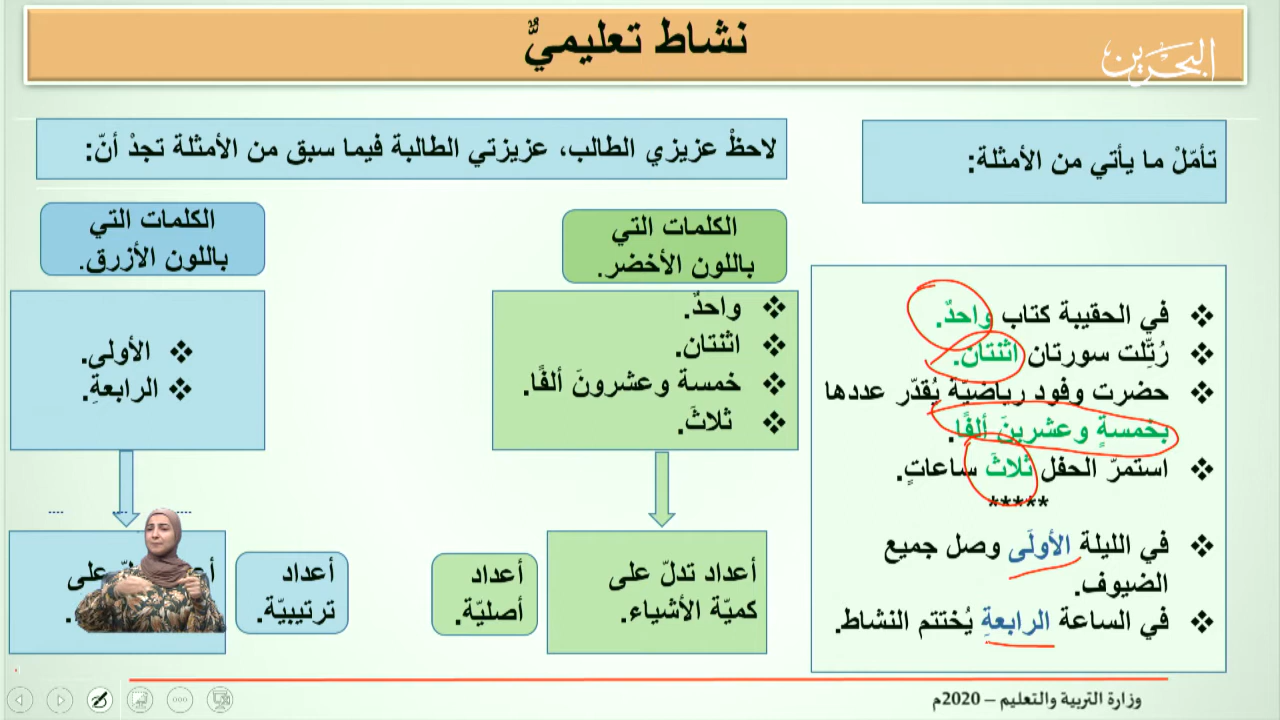 نشاط تعليميٌّ
البحرين
تأمّلْ ما يأتي من الأمثلة:
❖ في الحقيبة كتاب واحدٌ.
❖ رُتِّلت سورتان اثنتان.
❖ حضرت وفود رياضيّة يُقدّر عددها
بخمسةٍ وعشرينَ ألفًا.
❖ استمرّ الحفل ثلاثَ ساعاتٍ.
*****
❖ في الليلة الأولَى وصل جميع
الضيوف.
❖ في الساعة الرابعةِ يُختتم النشاط.
لاحظْ عزيزي الطالب، عزيزتي الطالبة فيما سبق من الأمثلة تجدْ أنّ:
الكلمات التي
باللون الأخضر.
❖ واحدٌ.
❖ اثنتان.
❖ خمسة وعشرونَ ألفًا.
❖ ثلاثَ.
أعداد تدلّ على
كميّة الأشياء.
أعداد
أصليّة.
الكلمات التي
باللون الأزرق.
❖ الأولى.
❖ الرابعةِ.
أعداد
ترتيبيّة.
على
وزارة التربية والتعليم – 2020م